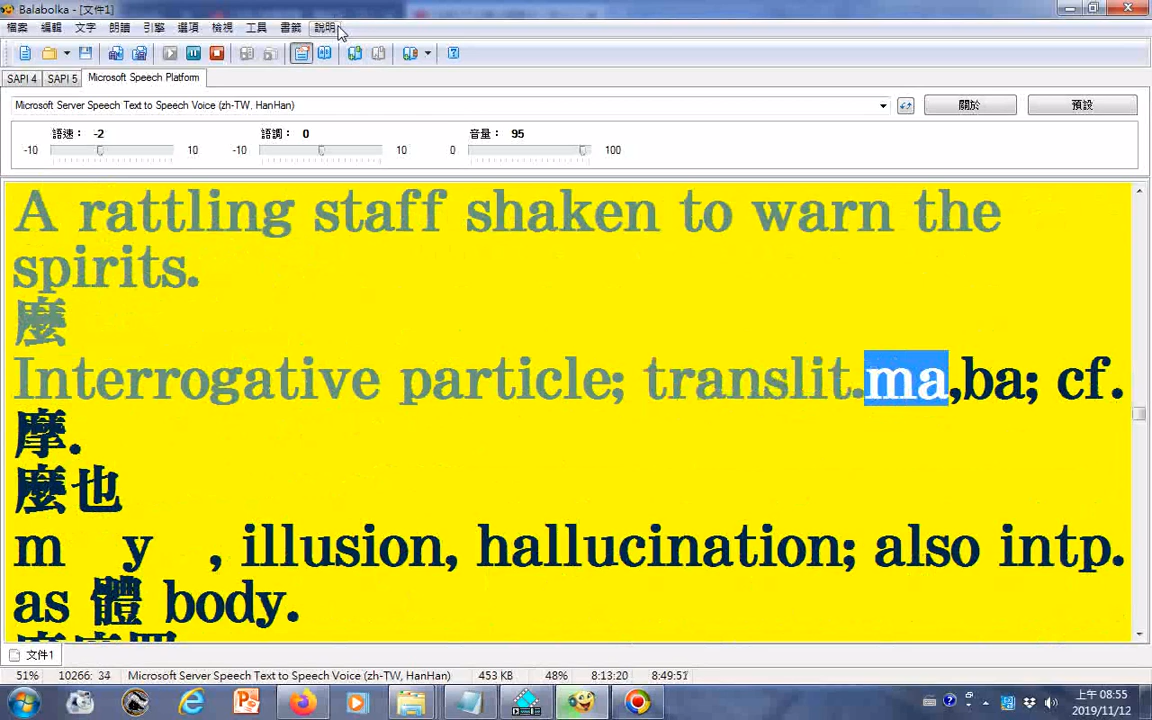 Balabolka - [文件1]
檔案 編輯 文字 朗讀 引擎 選項 檢視 工具 書籤 說明
SAPI 4 SAPI 5 Microsoft Speech Platform
Microsoft Server Speech Text to Speech Voice (zh-TW, HanHan) 關於 預設
語速： -2 語調： 0 音量： 95
-10 10 -10 10 0 100
A rattling staff shaken to warn the
spirits.
麼
Interrogative particle; translit.ma,ba; cf.
摩.
麼也
m y , illusion, hallucination; also intp.
as 體 body.
文件1
51% 10266: 34 Microsoft Server Speech Text to Speech Voice (zh-TW, HanHan) 453 KB 48% 8:13:20 8:49:51
上午 08:55
2019/11/12